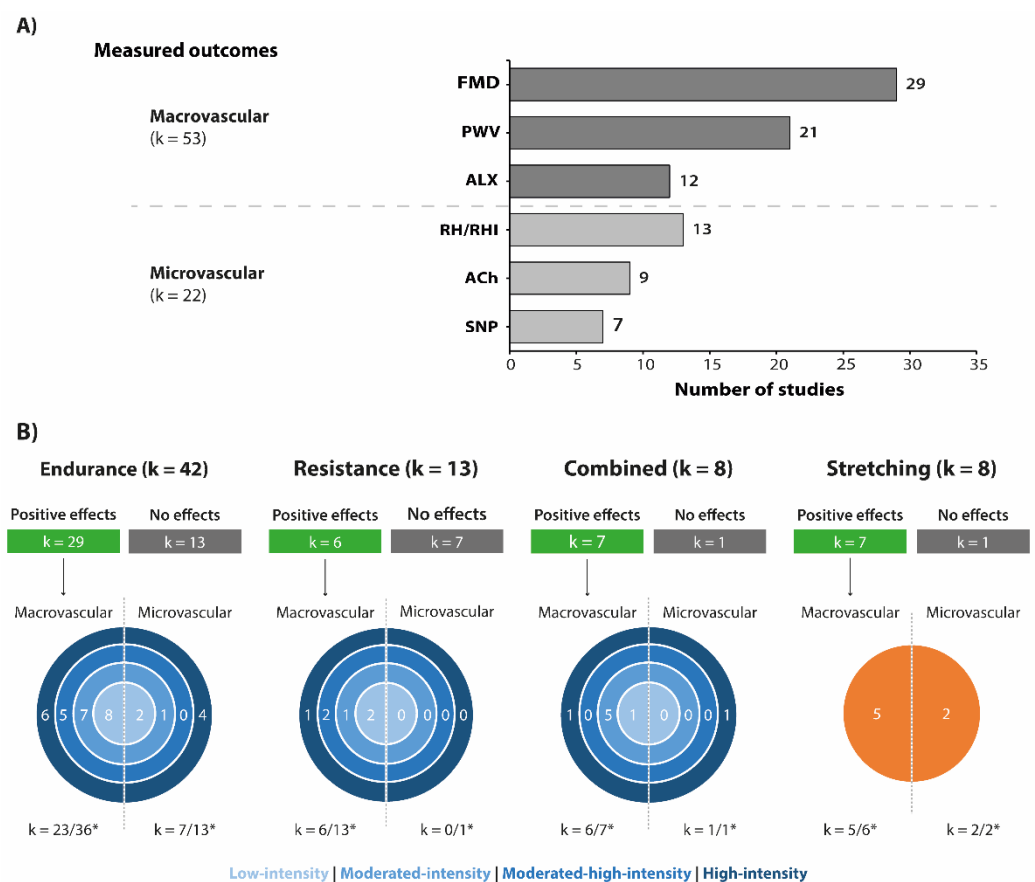 A)
Measured outcomes
Macrovascular
(k = 53)
Microvascular
(k = 22)
FMD 29
PWV 21
ALX 12
RH/RHI 13
ACh 9
SNP 7
0 5 10 15 20 25 30 35
Number of studies
B)
Endurance (k = 42) Resistance (k = 13) Combined (k = 8) Stretching (k = 8)
Positive effects No effects Positive effects No effects Positive effects No effects Positive effects No effects
k = 29 k = 13 k = 6 k = 7 k = 7 k = 1 k = 7 k = 1
Macrovascular Microvascular Macrovascular Microvascular Macrovascular Microvascular Macrovascular Microvascular
6 5 7 8 2 1 0 4 1 2 1 2 0 0 0 0 1 0 5 1 0 0 0 1 5 2
k = 23/36* k = 7/13* k = 6/13* k = 0/1* k = 6/7* k = 1/1* k = 5/6* k = 2/2*
Low-intensity | Moderated-intensity | Moderated-high-intensity | High-intensity